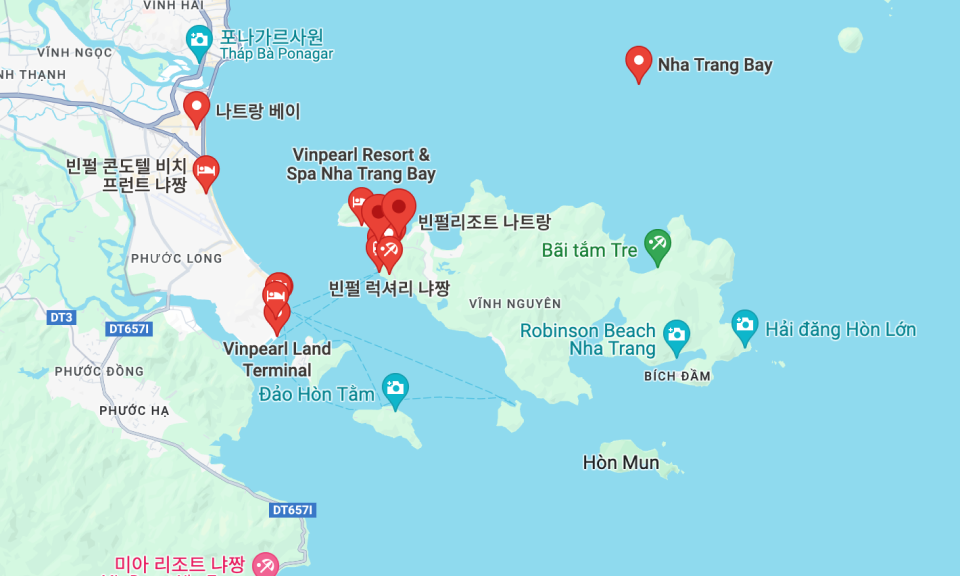 VĨNH HẢI
포나가르사원
Tháp Bà Ponagar
VĨNH NGỌC
NH THẠNH
Nha Trang Bay
나트랑 베이
Vinpearl Resort &
Spa Nha Trang Bay
빈펄 콘도텔 비치
프런트 냐짱
빈펄리조트 나트랑
Bãi tắm Tre
PHƯỚC LONG
빈펄 럭셔리 냐짱
VĨNH NGUYÊN
DT3
DT657I
Robinson Beach
Nha Trang
Hải đăng Hòn Lớn
Vinpearl Land
Terminal
PHƯỚC ĐỒNG
BÍCH ĐẦM
Đảo Hòn Tằm
PHƯỚC HẠ
Hòn Mun
DT657I
미아 리조트 냐짱